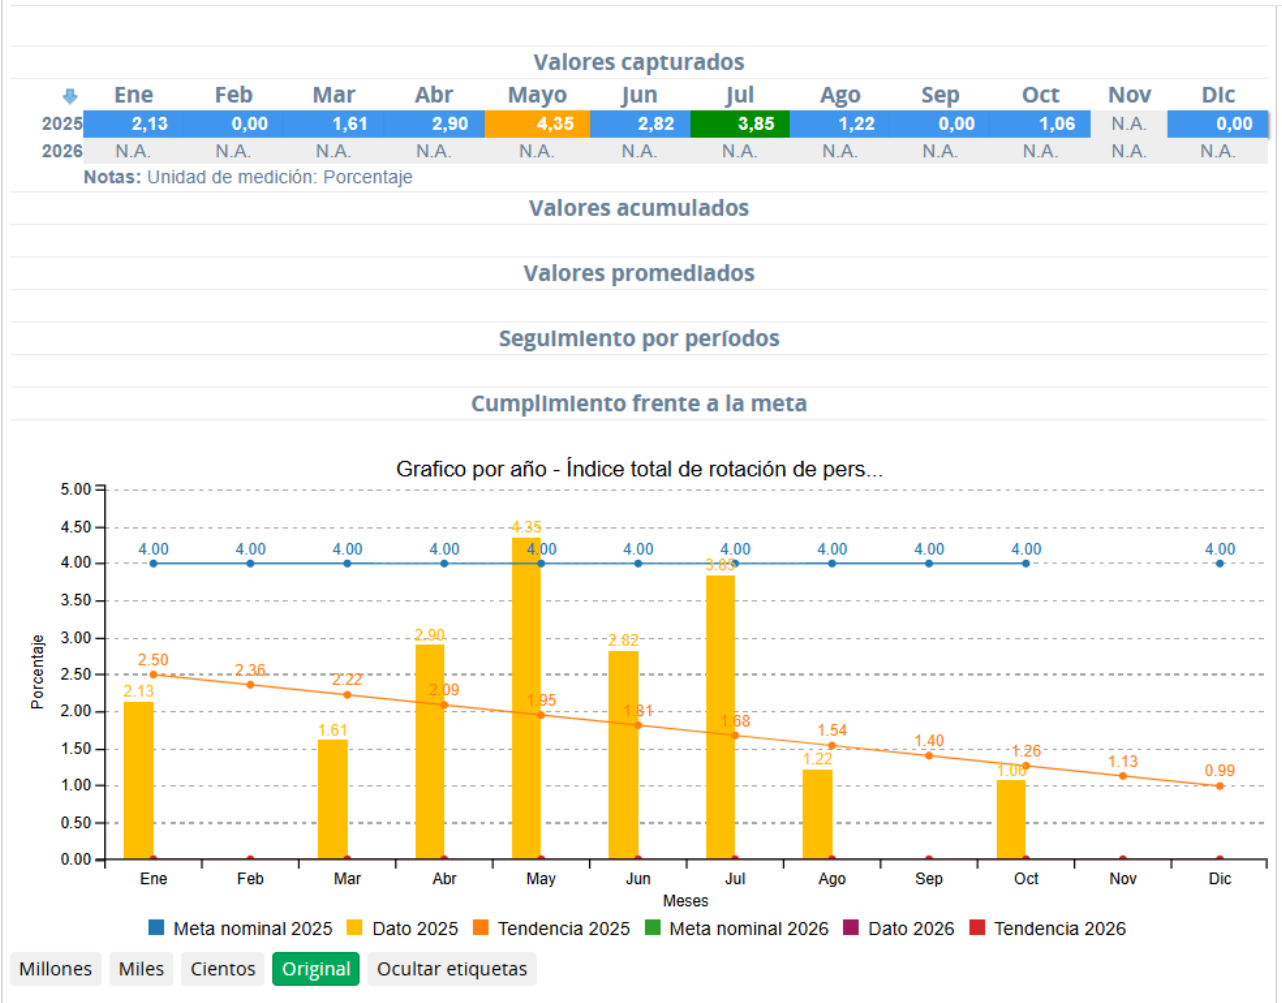 Valores capturados
Ene Feb Mar Abr Mayo Jun Jul Ago Sep Oct Nov Dic
2025 2,13 0,00 1,61 2,90 4,35 2,82 3,85 1,22 0,00 1,06 N.A. 0,00
2026 N.A. N.A. N.A. N.A. N.A. N.A. N.A. N.A. N.A. N.A. N.A. N.A.
Notas: Unidad de medición: Porcentaje
Valores acumulados
Valores promediados
Seguimiento por períodos
Cumplimiento frente a la meta
Grafico por año - Índice total de rotación de pers...
5.00
4.50
4.00
3.50
3.00
2.50
2.00
1.50
1.00
0.50
0.00
Porcentaje
4.00 4.00 4.00 4.00 4.00 4.00 4.00 4.00 4.00 4.00 4.00
2.13 1.61 2.90 4.35 2.82 3.85 1.22 1.06
2.50 2.36 2.22 2.09 1.95 1.81 1.68 1.54 1.40 1.26 1.13 0.99
Ene Feb Mar Abr May Jun Jul Ago Sep Oct Nov Dic
Meses
Meta nominal 2025 Dato 2025 Tendencia 2025 Meta nominal 2026 Dato 2026 Tendencia 2026
Millones Miles Cientos Original Ocultar etiquetas